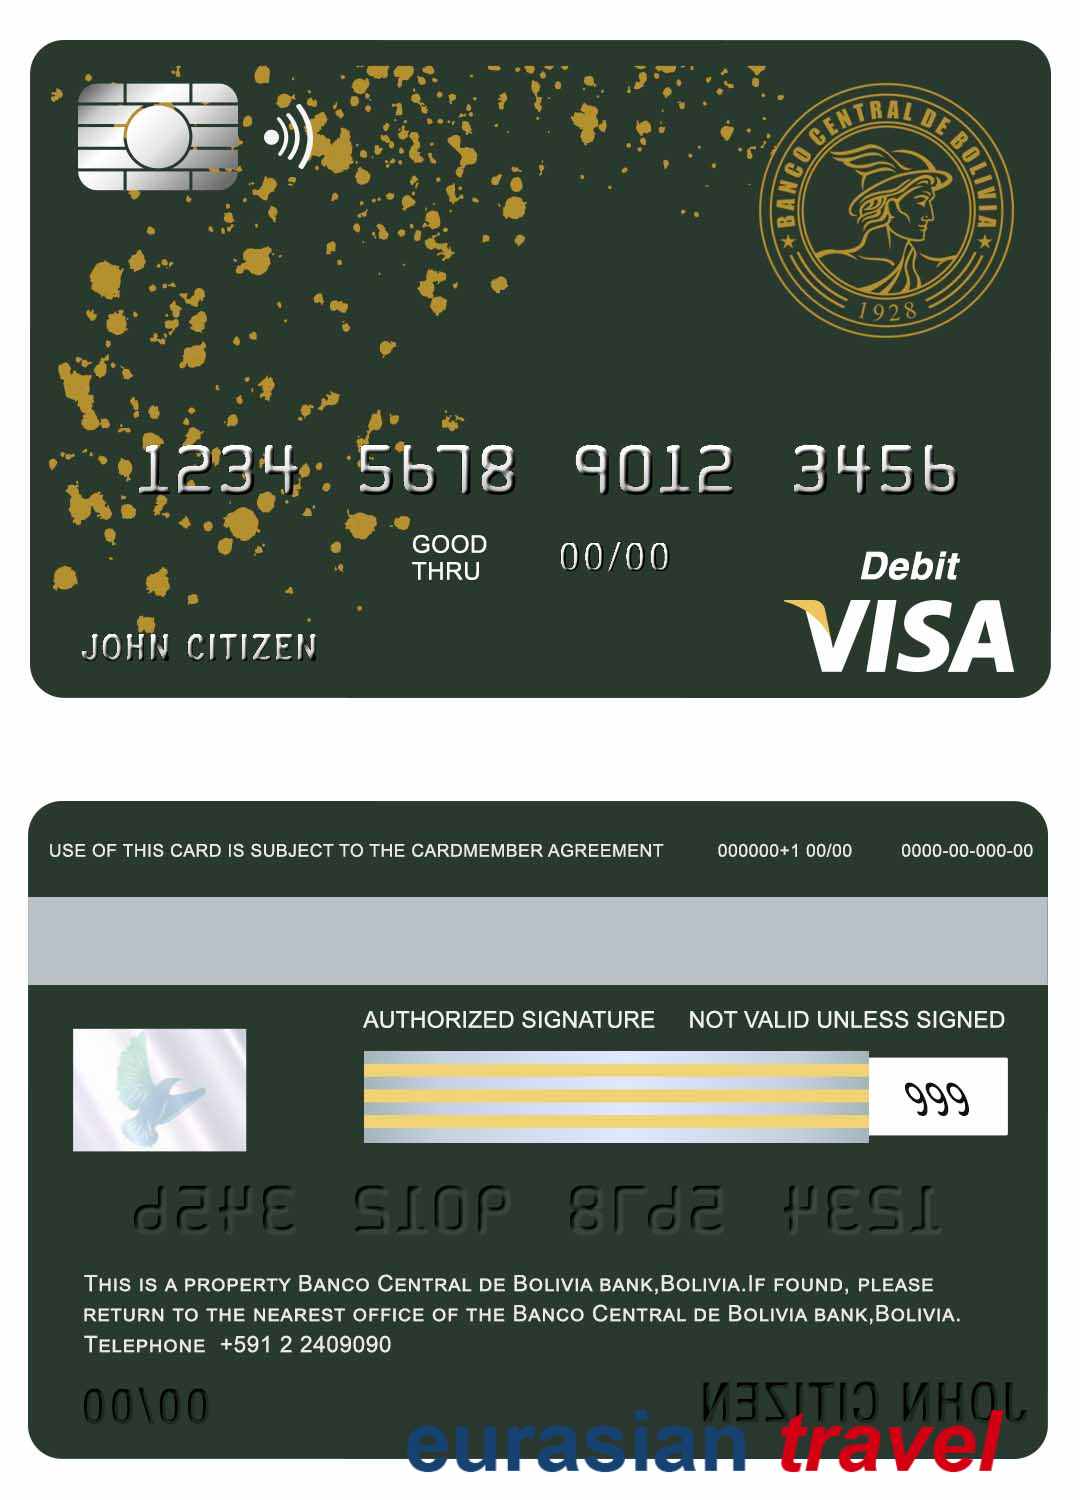 BANCO CENTRAL DE BOLIVIA
1928
1234 5678 9012 3456
GOOD
THRU
00/00
Debit
JOHN CITIZEN
VISA
USE OF THIS CARD IS SUBJECT TO THE CARDMEMBER AGREEMENT 000000+1 00/00 0000-00-000-00
AUTHORIZED SIGNATURE NOT VALID UNLESS SIGNED
999
1234 5678 9012 3456
THIS IS A PROPERTY BANCO CENTRAL DE BOLIVIA BANK,BOLIVIA.IF FOUND, PLEASE
RETURN TO THE NEAREST OFFICE OF THE BANCO CENTRAL DE BOLIVIA BANK,BOLIVIA.
TELEPHONE +591 2 2409090
00/00
JOHN CITIZEN
eurasian travel